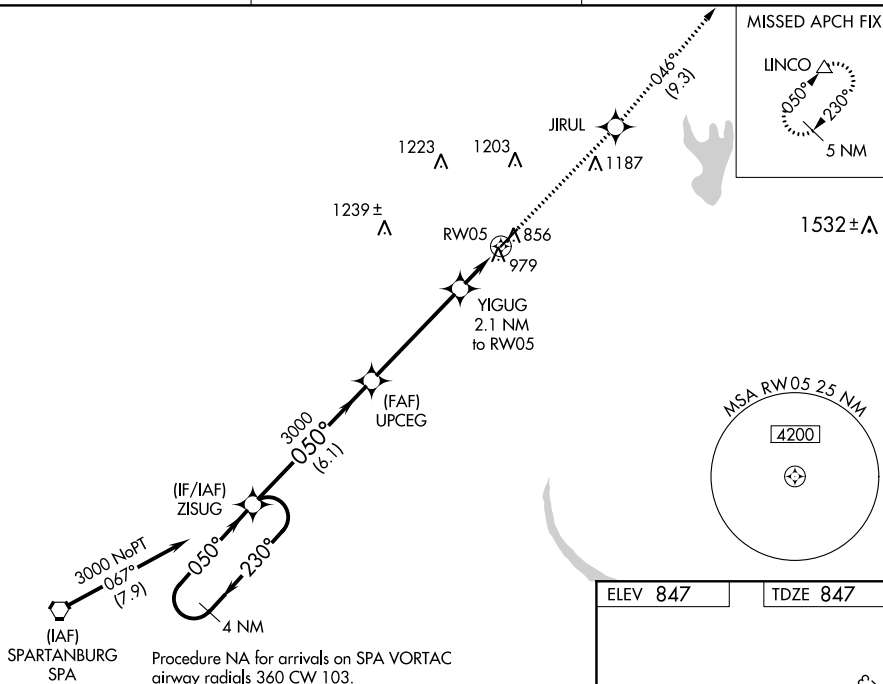 MISSED APCH FIX
LINCO
050°
230°
5 NM
046°
(9.3)
JIRUL
1223
1203
1187
1239 ±
RW05
856
979
1532 ±
YIGUG
2.1 NM
to RW05
(FAF)
UPCEG
3000
050°
(6.1)
MSA RW05 25 NM
4200
(IF/IAF)
ZISUG
050°
230°
4 NM
3000 NoPT
067°
(7.9)
(IAF)
SPARTANBURG
SPA
Procedure NA for arrivals on SPA VORTAC
airway radials 360 CW 103.
ELEV 847
TDZE 847